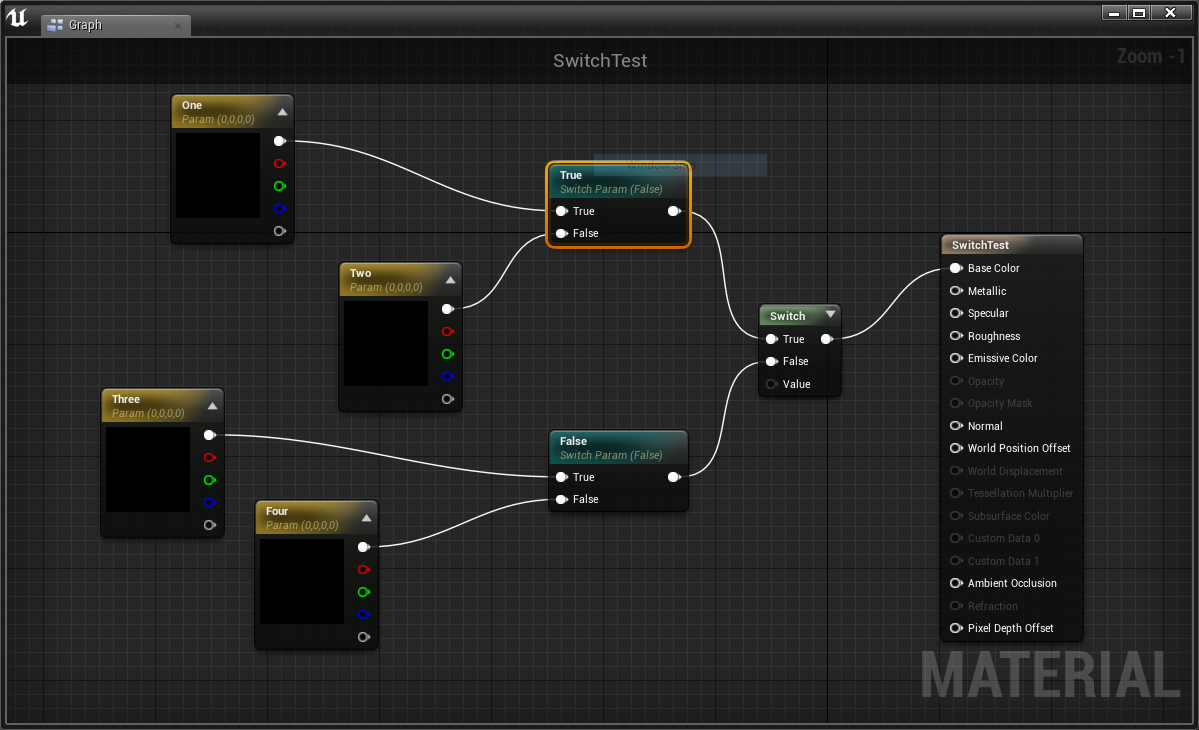 Graph
SwitchTest
Zoom -1
One
Param (0,0,0,0)
True
Switch Param (False)
True
False
Two
Param (0,0,0,0)
Three
Param (0,0,0,0)
Four
Param (0,0,0,0)
False
Switch Param (False)
True
False
Switch
True
False
Value
SwitchTest
Base Color
Metallic
Specular
Roughness
Emissive Color
Opacity
Opacity Mask
Normal
World Position Offset
World Displacement
Tessellation Multiplier
Subsurface Color
Custom Data 0
Custom Data 1
Ambient Occlusion
Refraction
Pixel Depth Offset
MATERIAL